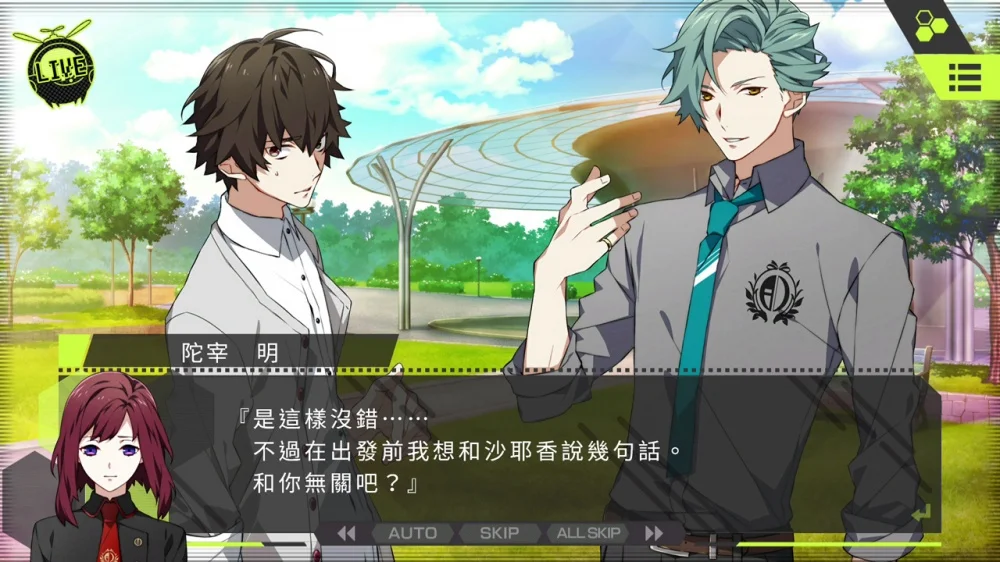 LIVE
陀宰 明
『是這樣沒錯……
不過在出發前我想和沙耶香說幾句話。
和你無關吧？』
AUTO SKIP ALL SKIP